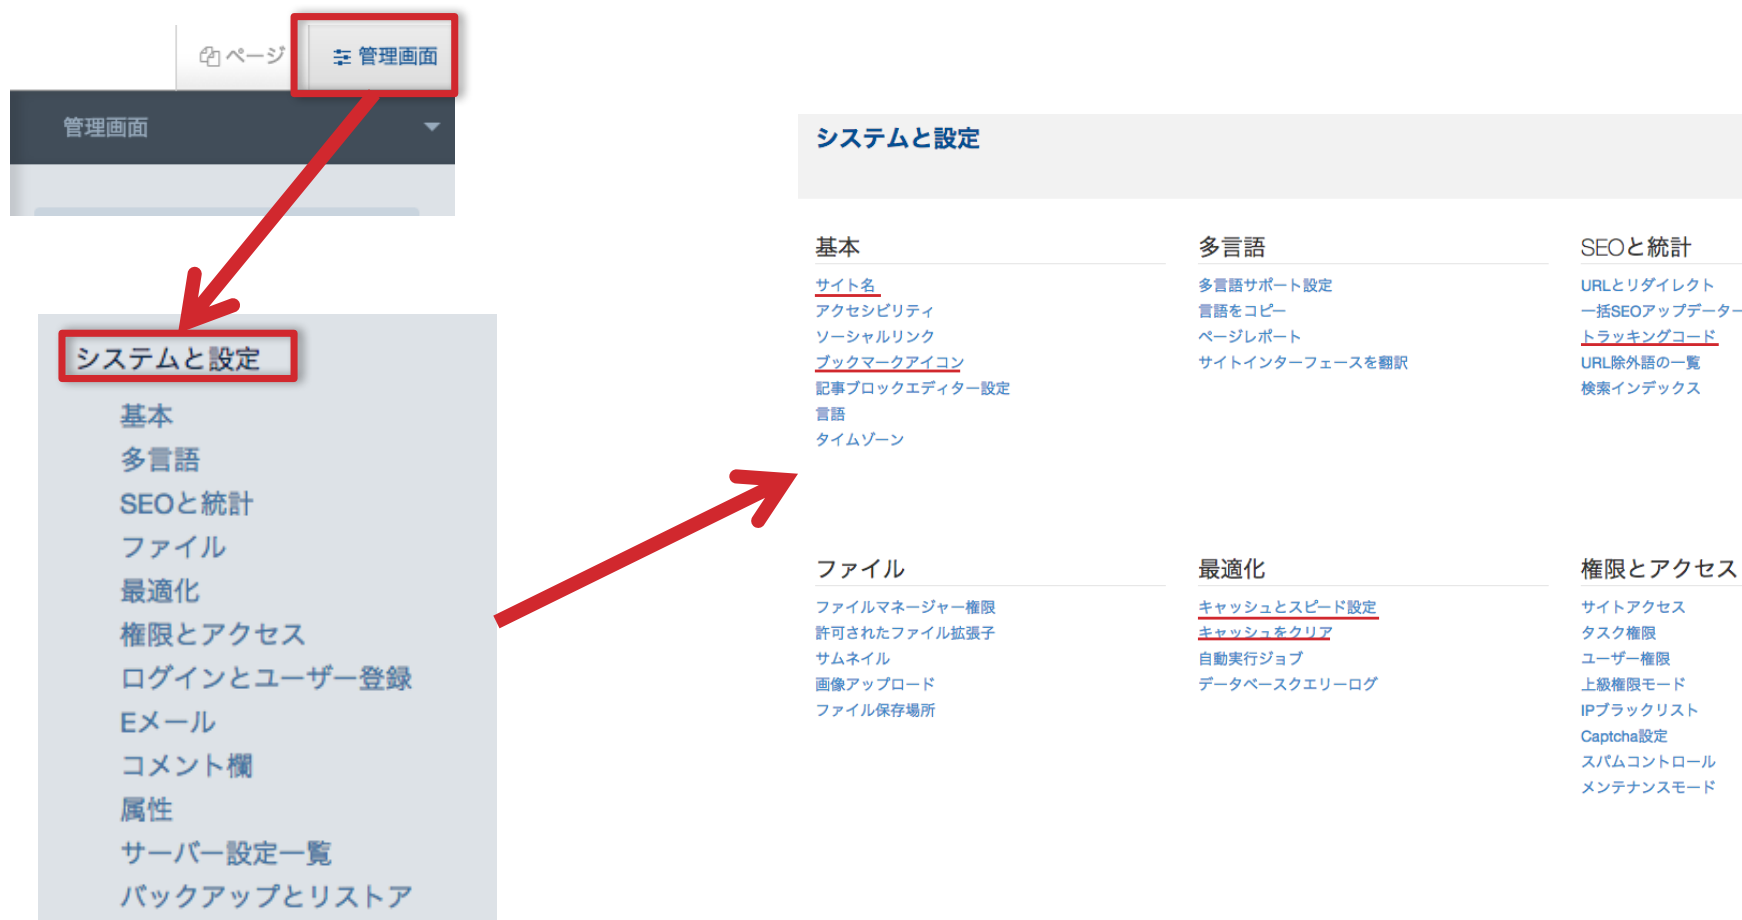 ページ
管理画面
管理画面
システムと設定
基本
多言語
SEOと統計
ファイル
最適化
権限とアクセス
ログインとユーザー登録
Eメール
コメント欄
属性
サーバー設定一覧
バックアップとリストア
システムと設定
基本
サイト名
アクセシビリティ
ソーシャルリンク
ブックマークアイコン
記事ブロックエディター設定
言語
タイムゾーン
多言語
多言語サポート設定
言語をコピー
ページレポート
サイトインターフェースを翻訳
SEOと統計
URLとリダイレクト
一括SEOアップデーター
トラッキングコード
URL除外語の一覧
検索インデックス
ファイル
ファイルマネージャー権限
許可されたファイル拡張子
サムネイル
画像アップロード
ファイル保存場所
最適化
キャッシュとスピード設定
キャッシュをクリア
自動実行ジョブ
データベースクエリーログ
権限とアクセス
サイトアクセス
タスク権限
ユーザー権限
上級権限モード
IPブラックリスト
Captcha設定
スパムコントロール
メンテナンスモード